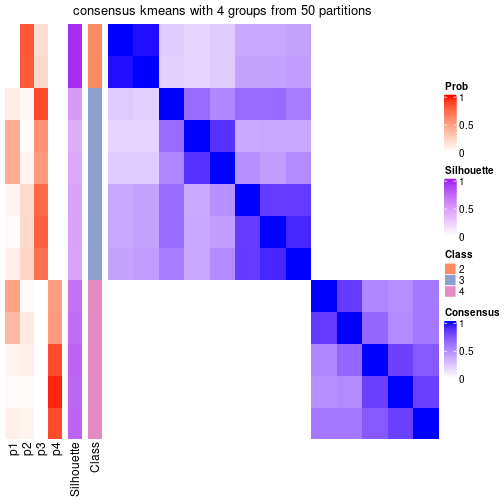 consensus kmeans with 4 groups from 50 partitions
Prob
1
0.5
0
Silhouette
1
0.5
0
Class
2
3
4
Consensus
1
0.5
0
p1
p2
p3
p4
Silhouette
Class